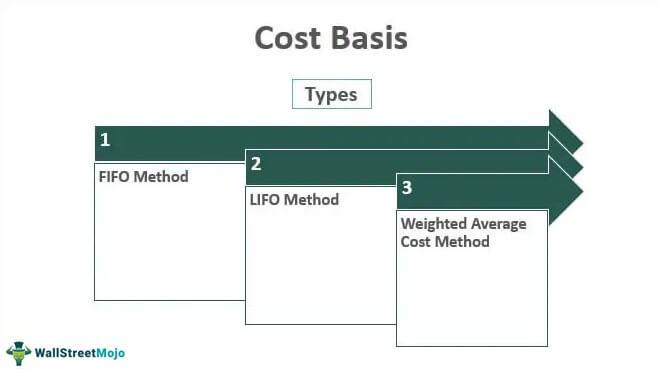 Cost Basis
Types
1
FIFO Method
2
LIFO Method
3
Weighted Average
Cost Method
WallStreetMojo